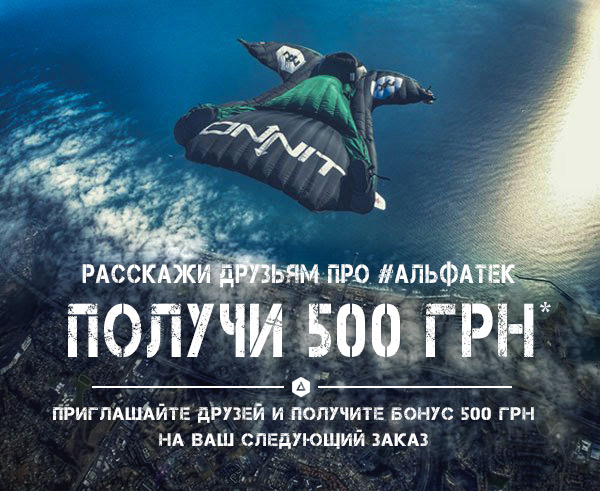 ONNIT
РАССКАЖИ ДРУЗЬЯМ ПРО #АЛЬФАТЕК
ПОЛУЧИ 500 ГРН*
ПРИГЛАШАЙТЕ ДРУЗЕЙ И ПОЛУЧИТЕ БОНУС 500 ГРН
НА ВАШ СЛЕДУЮЩИЙ ЗАКАЗ